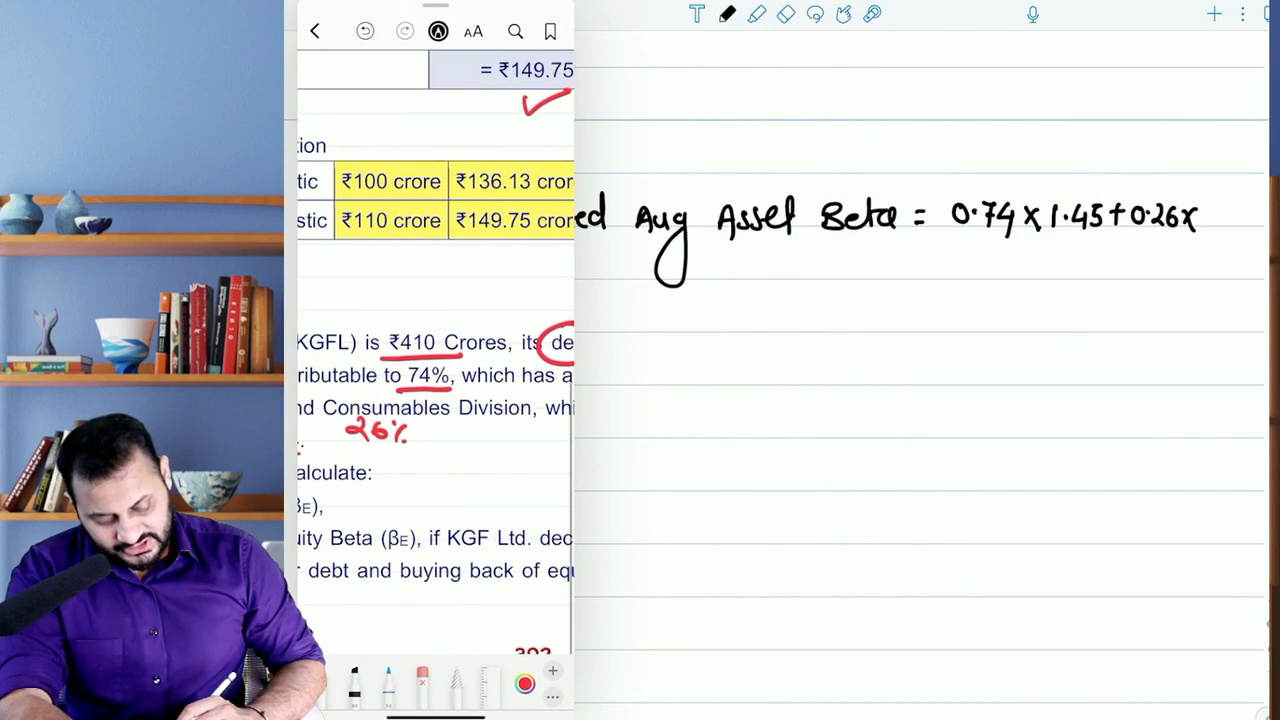 AA
= ₹149.75
tion
tic ₹100 crore ₹136.13 cror
stic ₹110 crore ₹149.75 crore
ed Avg Asset Beta = 0.74 x 1.45 + 0.26 x
KGFL) is ₹410 Crores, its de
ributable to 74%, which has a
nd Consumables Division, whi
26%
alculate:
βE),
uity Beta (βE), if KGF Ltd. dec
r debt and buying back of equ
302